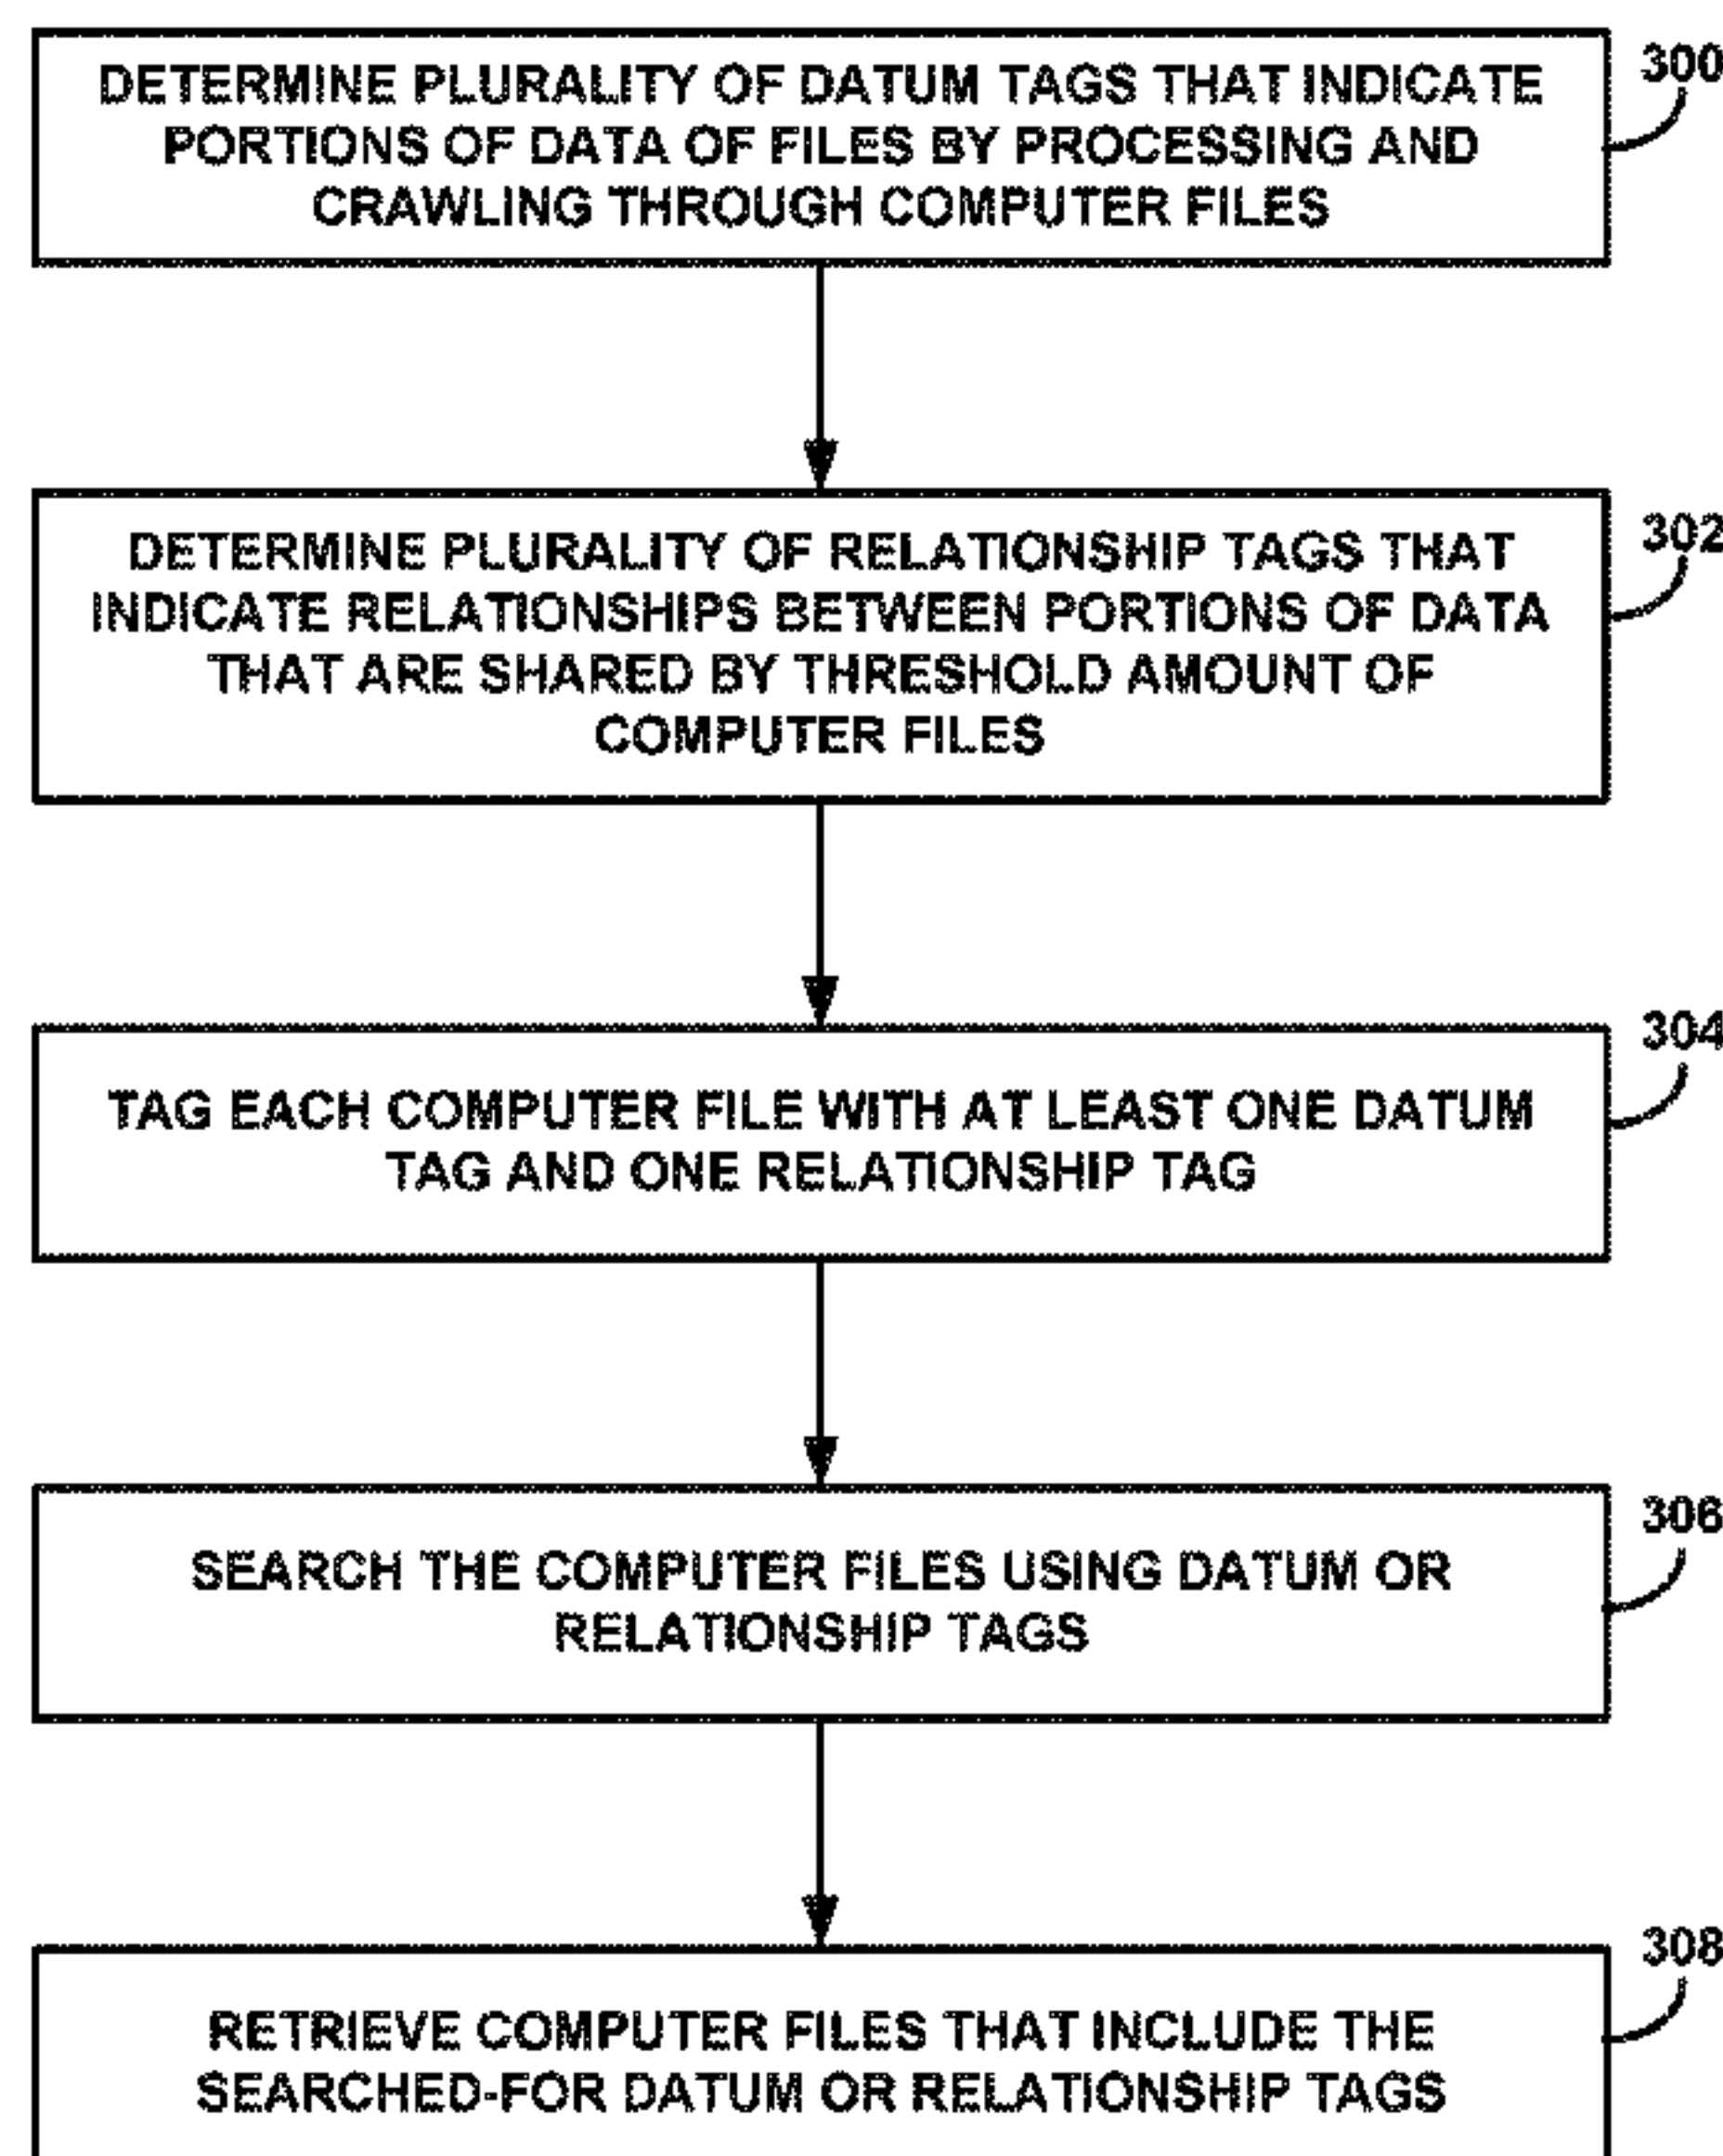 DETERMINE PLURALITY OF DATUM TAGS THAT INDICATE
PORTIONS OF DATA OF FILES BY PROCESSING AND
CRAWLING THROUGH COMPUTER FILES
300
DETERMINE PLURALITY OF RELATIONSHIP TAGS THAT
INDICATE RELATIONSHIPS BETWEEN PORTIONS OF DATA
THAT ARE SHARED BY THRESHOLD AMOUNT OF
COMPUTER FILES
302
TAG EACH COMPUTER FILE WITH AT LEAST ONE DATUM
TAG AND ONE RELATIONSHIP TAG
304
SEARCH THE COMPUTER FILES USING DATUM OR
RELATIONSHIP TAGS
306
RETRIEVE COMPUTER FILES THAT INCLUDE THE
SEARCHED-FOR DATUM OR RELATIONSHIP TAGS
308